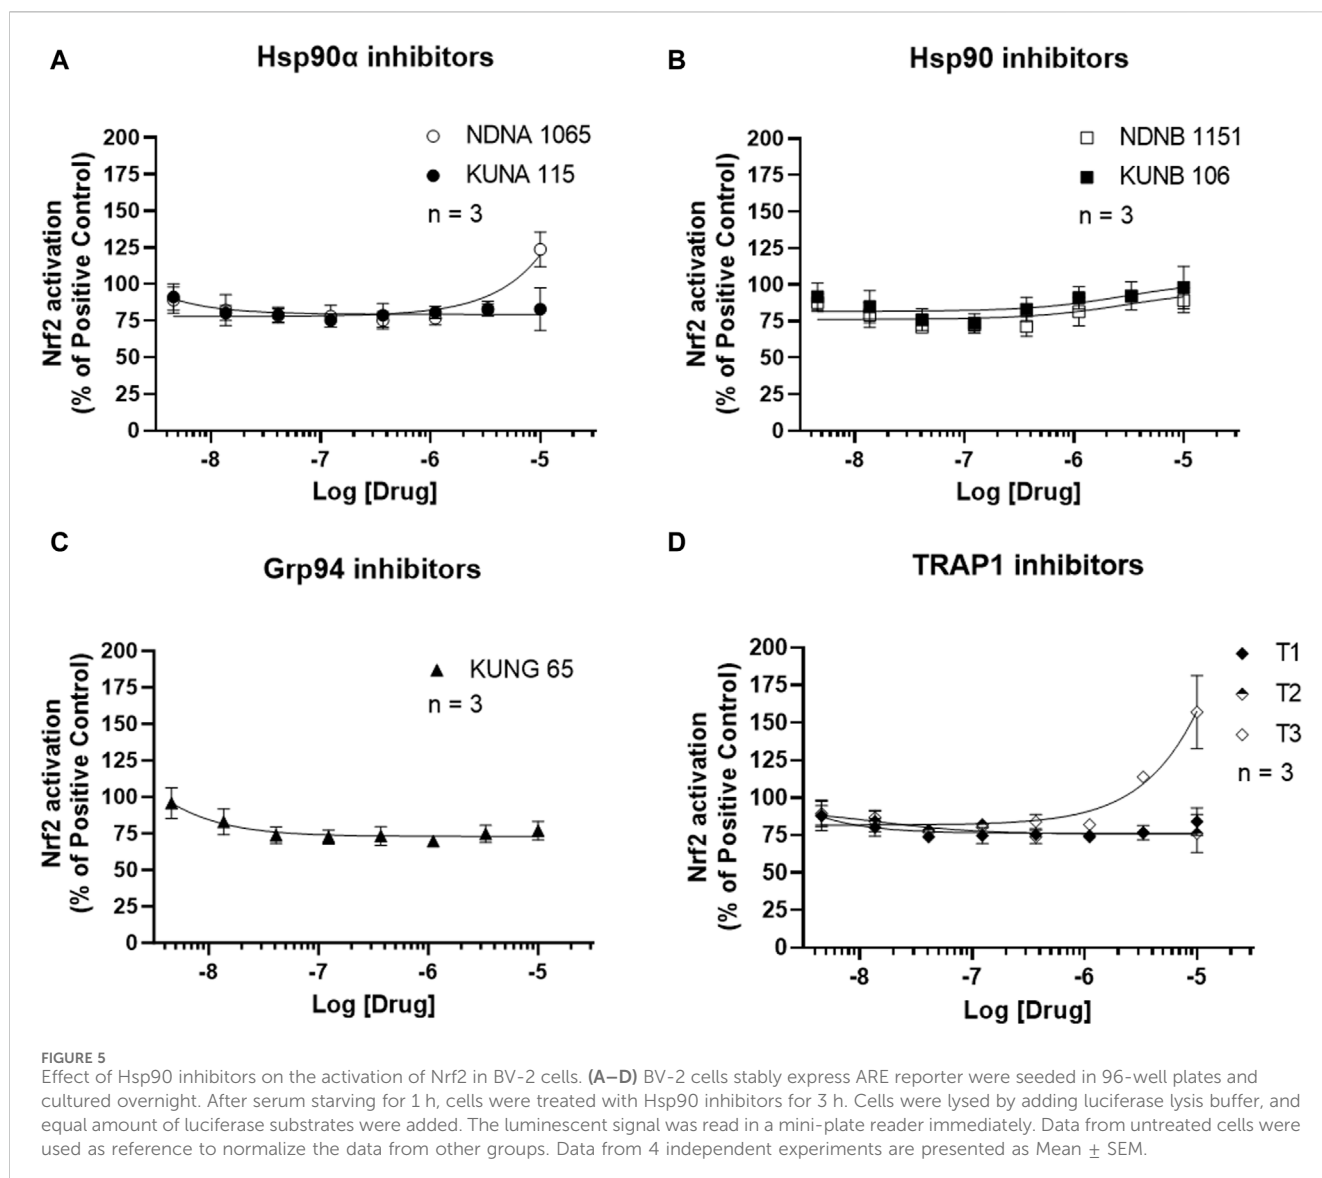 A
Hsp90α inhibitors
NDNA 1065
KUNA 115
n = 3
Nrf2 activation
(% of Positive Control)
200
175
150
125
100
75
50
25
0
-8
-7
-6
-5
Log [Drug]
B
Hsp90 inhibitors
NDNB 1151
KUNB 106
n = 3
Nrf2 activation
(% of Positive Control)
200
175
150
125
100
75
50
25
0
-8
-7
-6
-5
Log [Drug]
C
Grp94 inhibitors
KUNG 65
n = 3
Nrf2 activation
(% of Positive Control)
200
175
150
125
100
75
50
25
0
-8
-7
-6
-5
Log [Drug]
D
TRAP1 inhibitors
T1
T2
T3
n = 3
Nrf2 activation
(% of Positive Control)
200
175
150
125
100
75
50
25
0
-8
-7
-6
-5
Log [Drug]
FIGURE 5
Effect of Hsp90 inhibitors on the activation of Nrf2 in BV-2 cells. (A–D) BV-2 cells stably express ARE reporter were seeded in 96-well plates and
cultured overnight. After serum starving for 1 h, cells were treated with Hsp90 inhibitors for 3 h. Cells were lysed by adding luciferase lysis buffer, and
equal amount of luciferase substrates were added. The luminescent signal was read in a mini-plate reader immediately. Data from untreated cells were
used as reference to normalize the data from other groups. Data from 4 independent experiments are presented as Mean ± SEM.